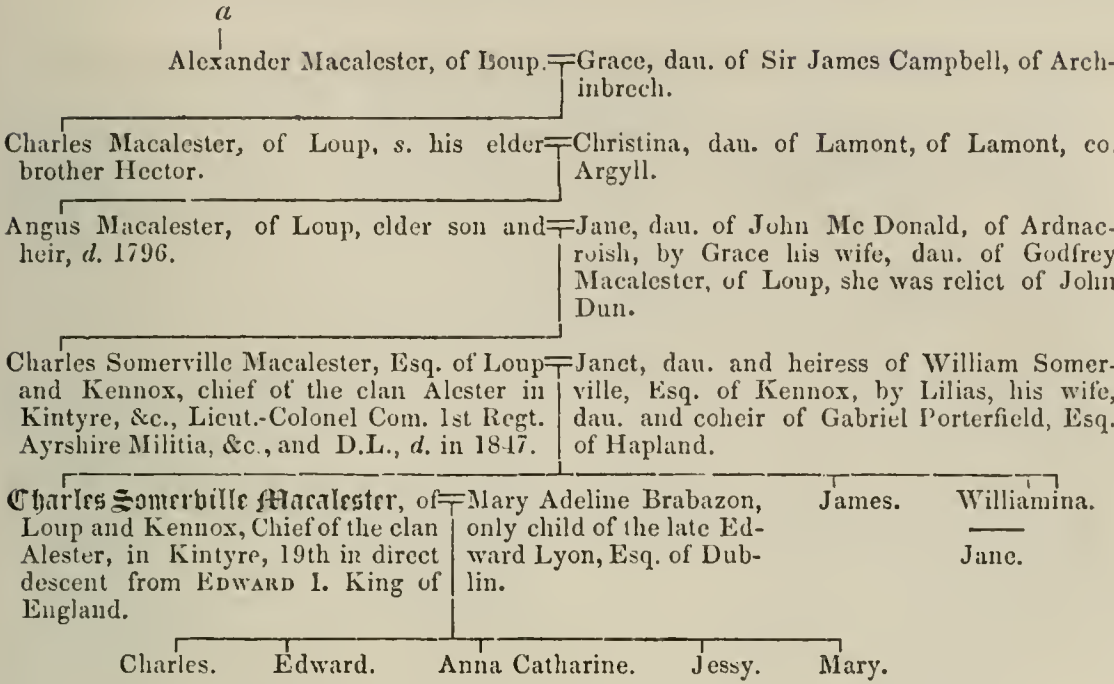 a
Alexander Macalester, of Loup. Grace, dau. of Sir James Campbell, of Arch-
inbrech.
Charles Macalester, of Loup, s. his elder
brother Hector.
Christina, dau. of Lamont, of Lamont, co.
Argyll.
Angus Macalester, of Loup, elder son and
heir, d. 1796.
Jane, dau. of John Mc Donald, of Ardnac-
roish, by Grace his wife, dau. of Godfrey
Macalester, of Loup, she was relict of John
Dun.
Charles Somerville Macalester, Esq. of Loup
and Kennox, chief of the clan Alester in
Kintyre, &c., Lieut.-Colonel Com. 1st Regt.
Ayrshire Militia, &c., and D.L., d. in 1847.
Janet, dau. and heiress of William Somer-
ville, Esq. of Kennox, by Lilias, his wife,
dau. and coheir of Gabriel Porterfield, Esq.
of Hapland.
Charles Somerville Macalester, of
Loup and Kennox, Chief of the clan
Alester, in Kintyre, 19th in direct
descent from EDWARD I. King of
England.
Mary Adeline Brabazon,
only child of the late Ed-
ward Lyon, Esq. of Dub-
lin.
James.
Williamina.
Jane.
Charles. Edward. Anna Catharine. Jessy. Mary.